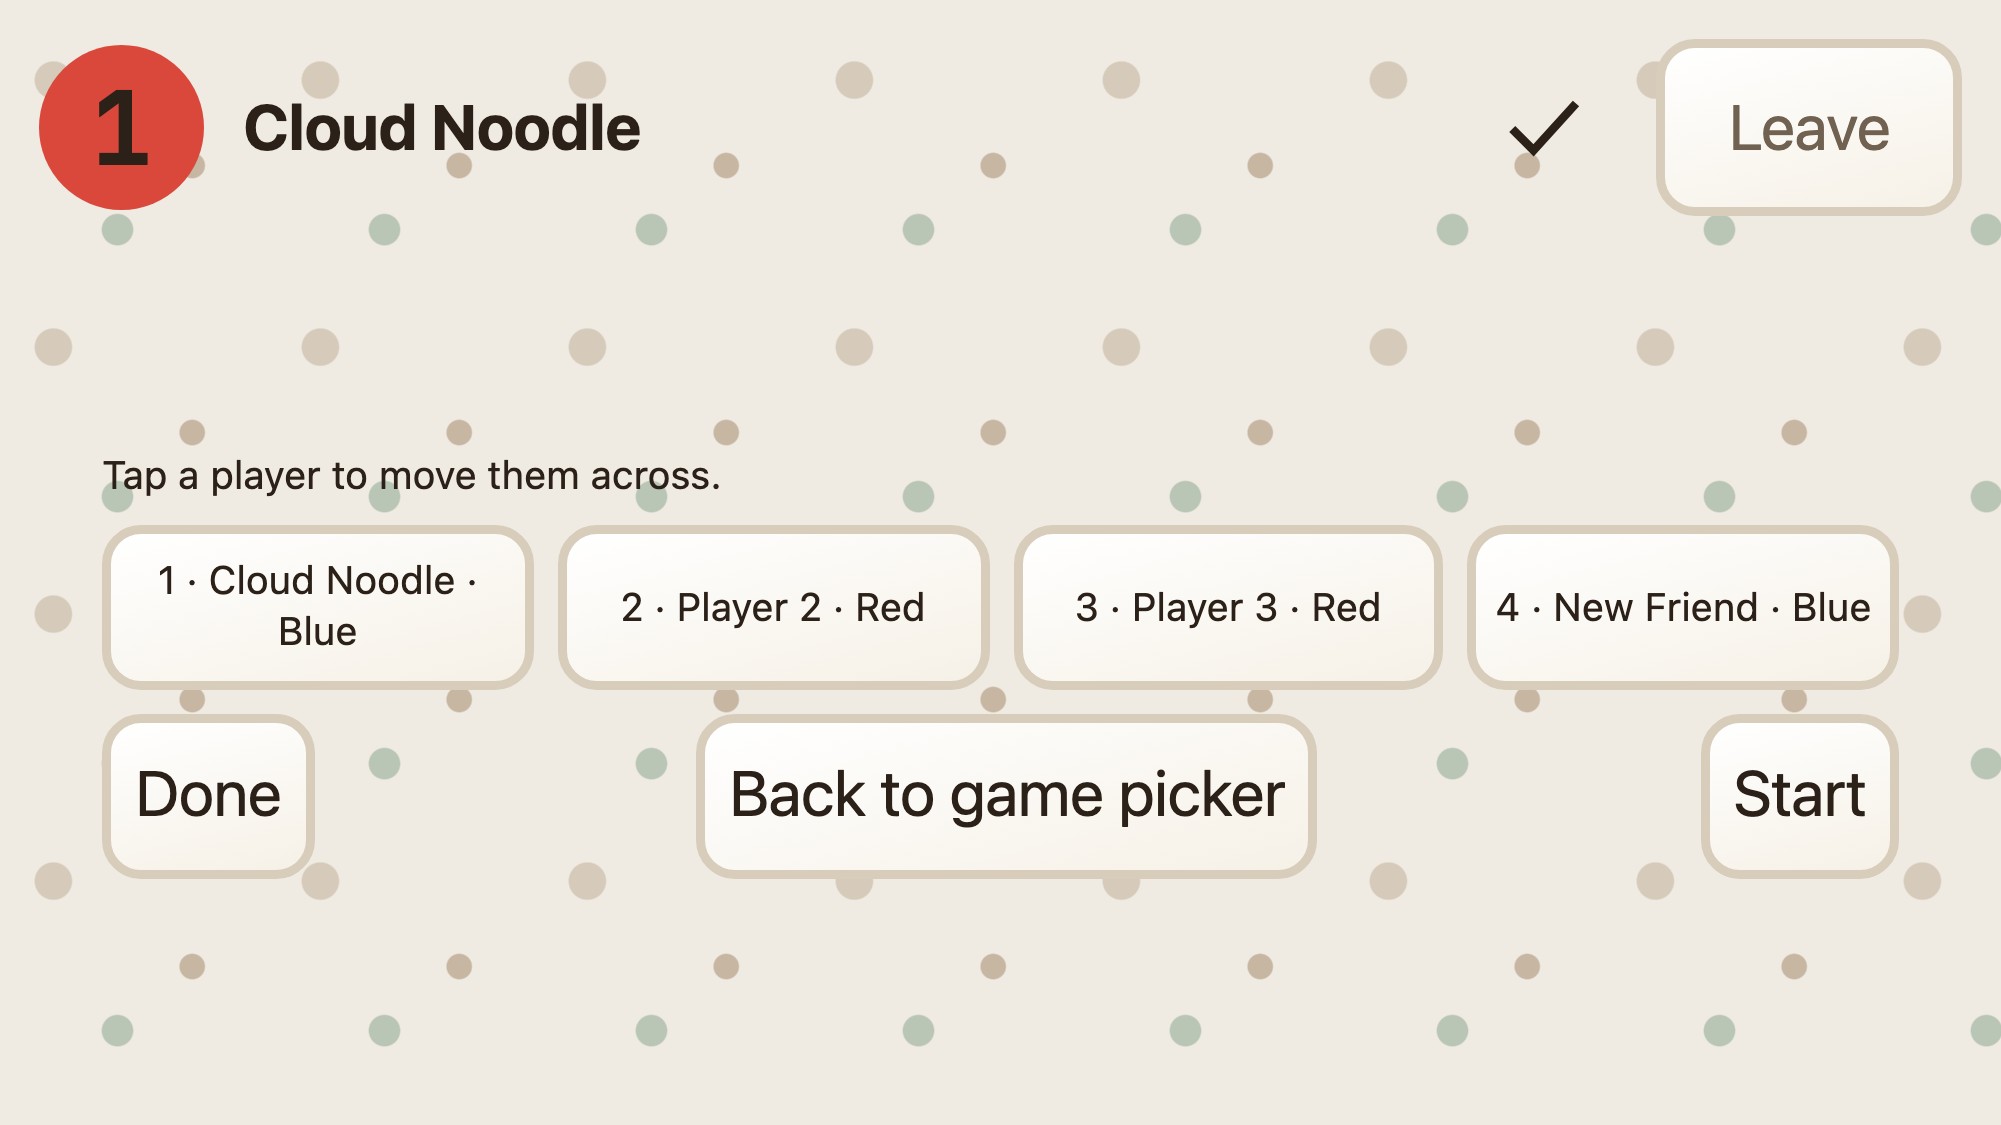 1
Cloud Noodle
Leave
Tap a player to move them across.
1 · Cloud Noodle ·
Blue
2 · Player 2 · Red
3 · Player 3 · Red
4 · New Friend · Blue
Done
Back to game picker
Start